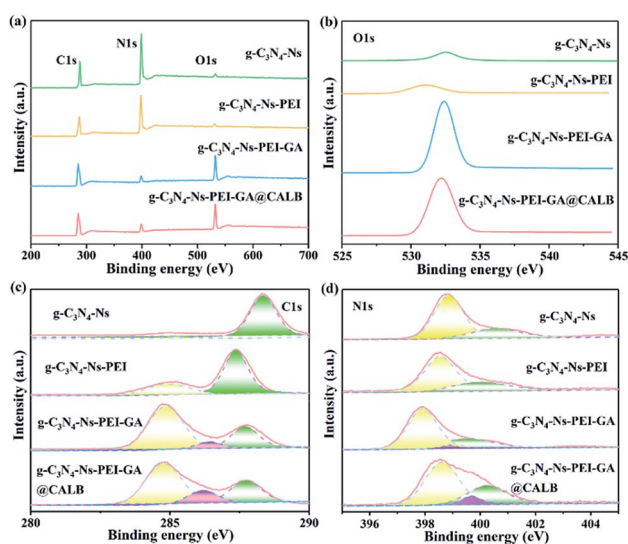 (a)
N1s
g-C₃N₄-Ns
C1s
O1s
g-C₃N₄-Ns-PEI
g-C₃N₄-Ns-PEI-GA
g-C₃N₄-Ns-PEI-GA@CALB
Intensity (a.u.)
200 300 400 500 600 700
Binding energy (eV)
(b)
O1s
g-C₃N₄-Ns
g-C₃N₄-Ns-PEI
g-C₃N₄-Ns-PEI-GA
g-C₃N₄-Ns-PEI-GA@CALB
Intensity (a.u.)
525 530 535 540 545
Binding energy (eV)
(c)
C1s
g-C₃N₄-Ns
g-C₃N₄-Ns-PEI
g-C₃N₄-Ns-PEI-GA
g-C₃N₄-Ns-PEI-GA
@CALB
Intensity (a.u.)
280 285 290
Binding energy (eV)
(d)
N1s
g-C₃N₄-Ns
g-C₃N₄-Ns-PEI
g-C₃N₄-Ns-PEI-GA
g-C₃N₄-Ns-PEI-GA
@CALB
Intensity (a.u.)
396 398 400 402 404
Binding energy (eV)